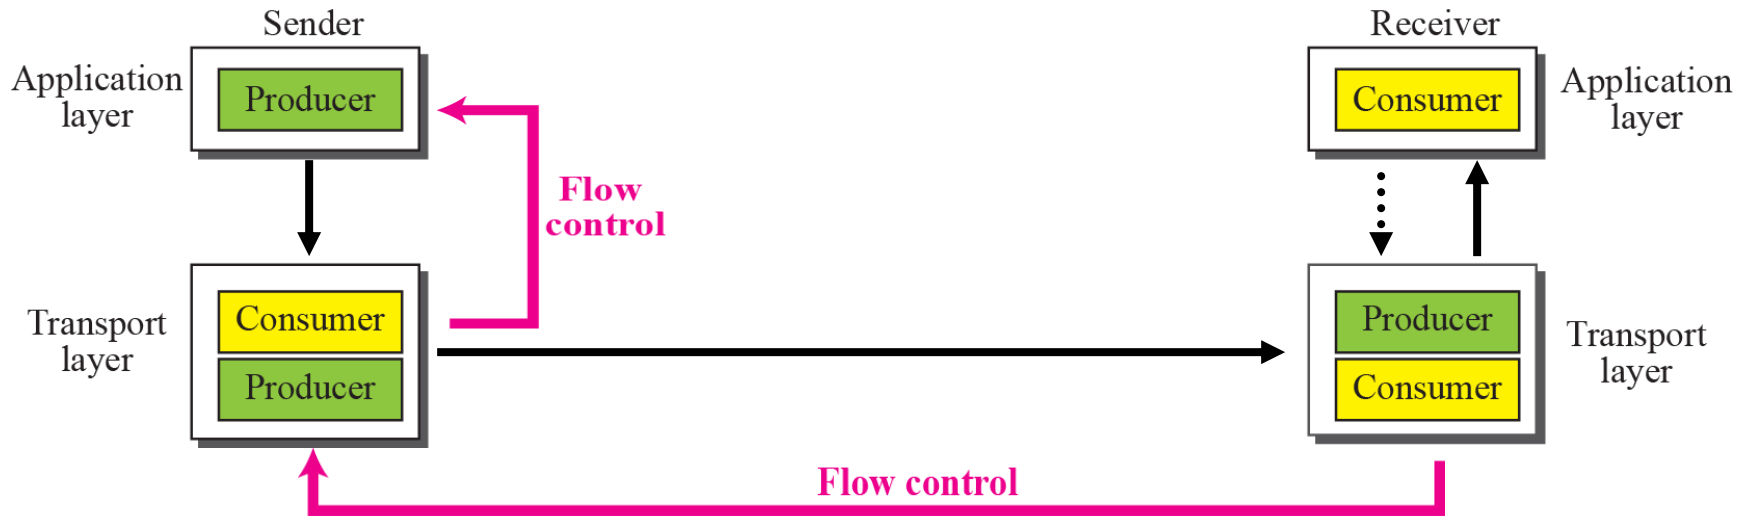 Sender
Receiver
Application
layer
Producer
Consumer
Application
layer
Flow
control
Transport
layer
Consumer
Producer
Producer
Consumer
Transport
layer
Flow control